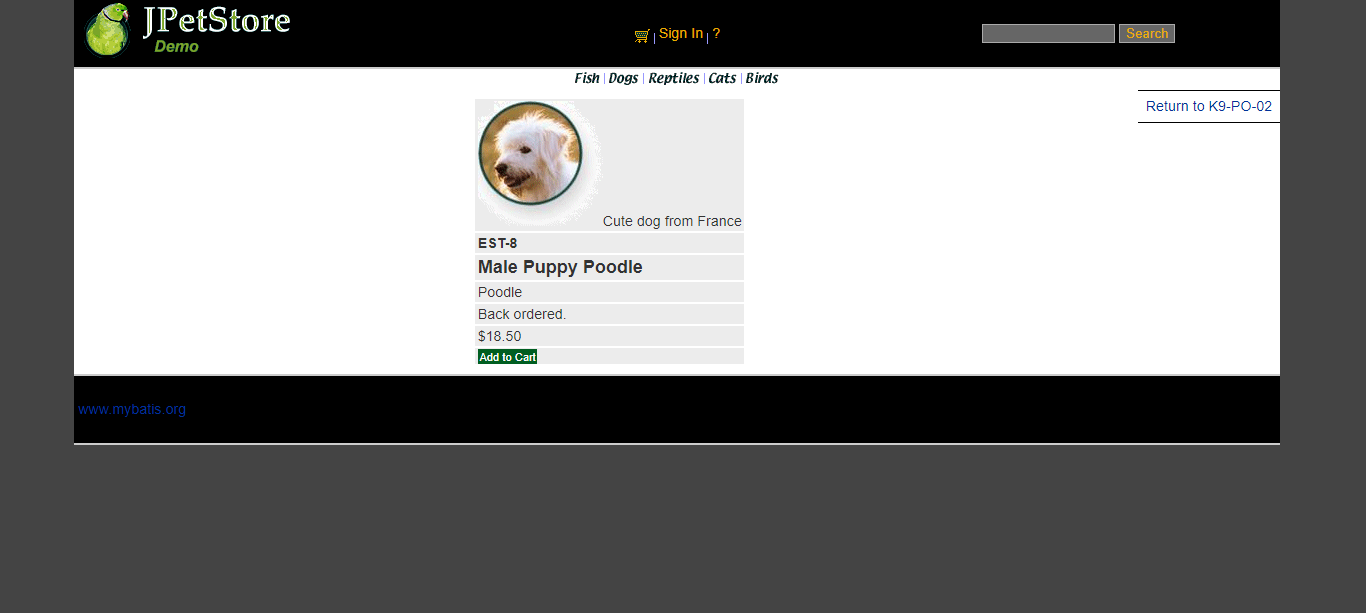 JPetStore
Demo
Sign In | ?
Search
Fish | Dogs | Reptiles | Cats | Birds
Return to K9-PO-02
Cute dog from France
EST-8
Male Puppy Poodle
Poodle
Back ordered.
$18.50
Add to Cart
www.mybatis.org